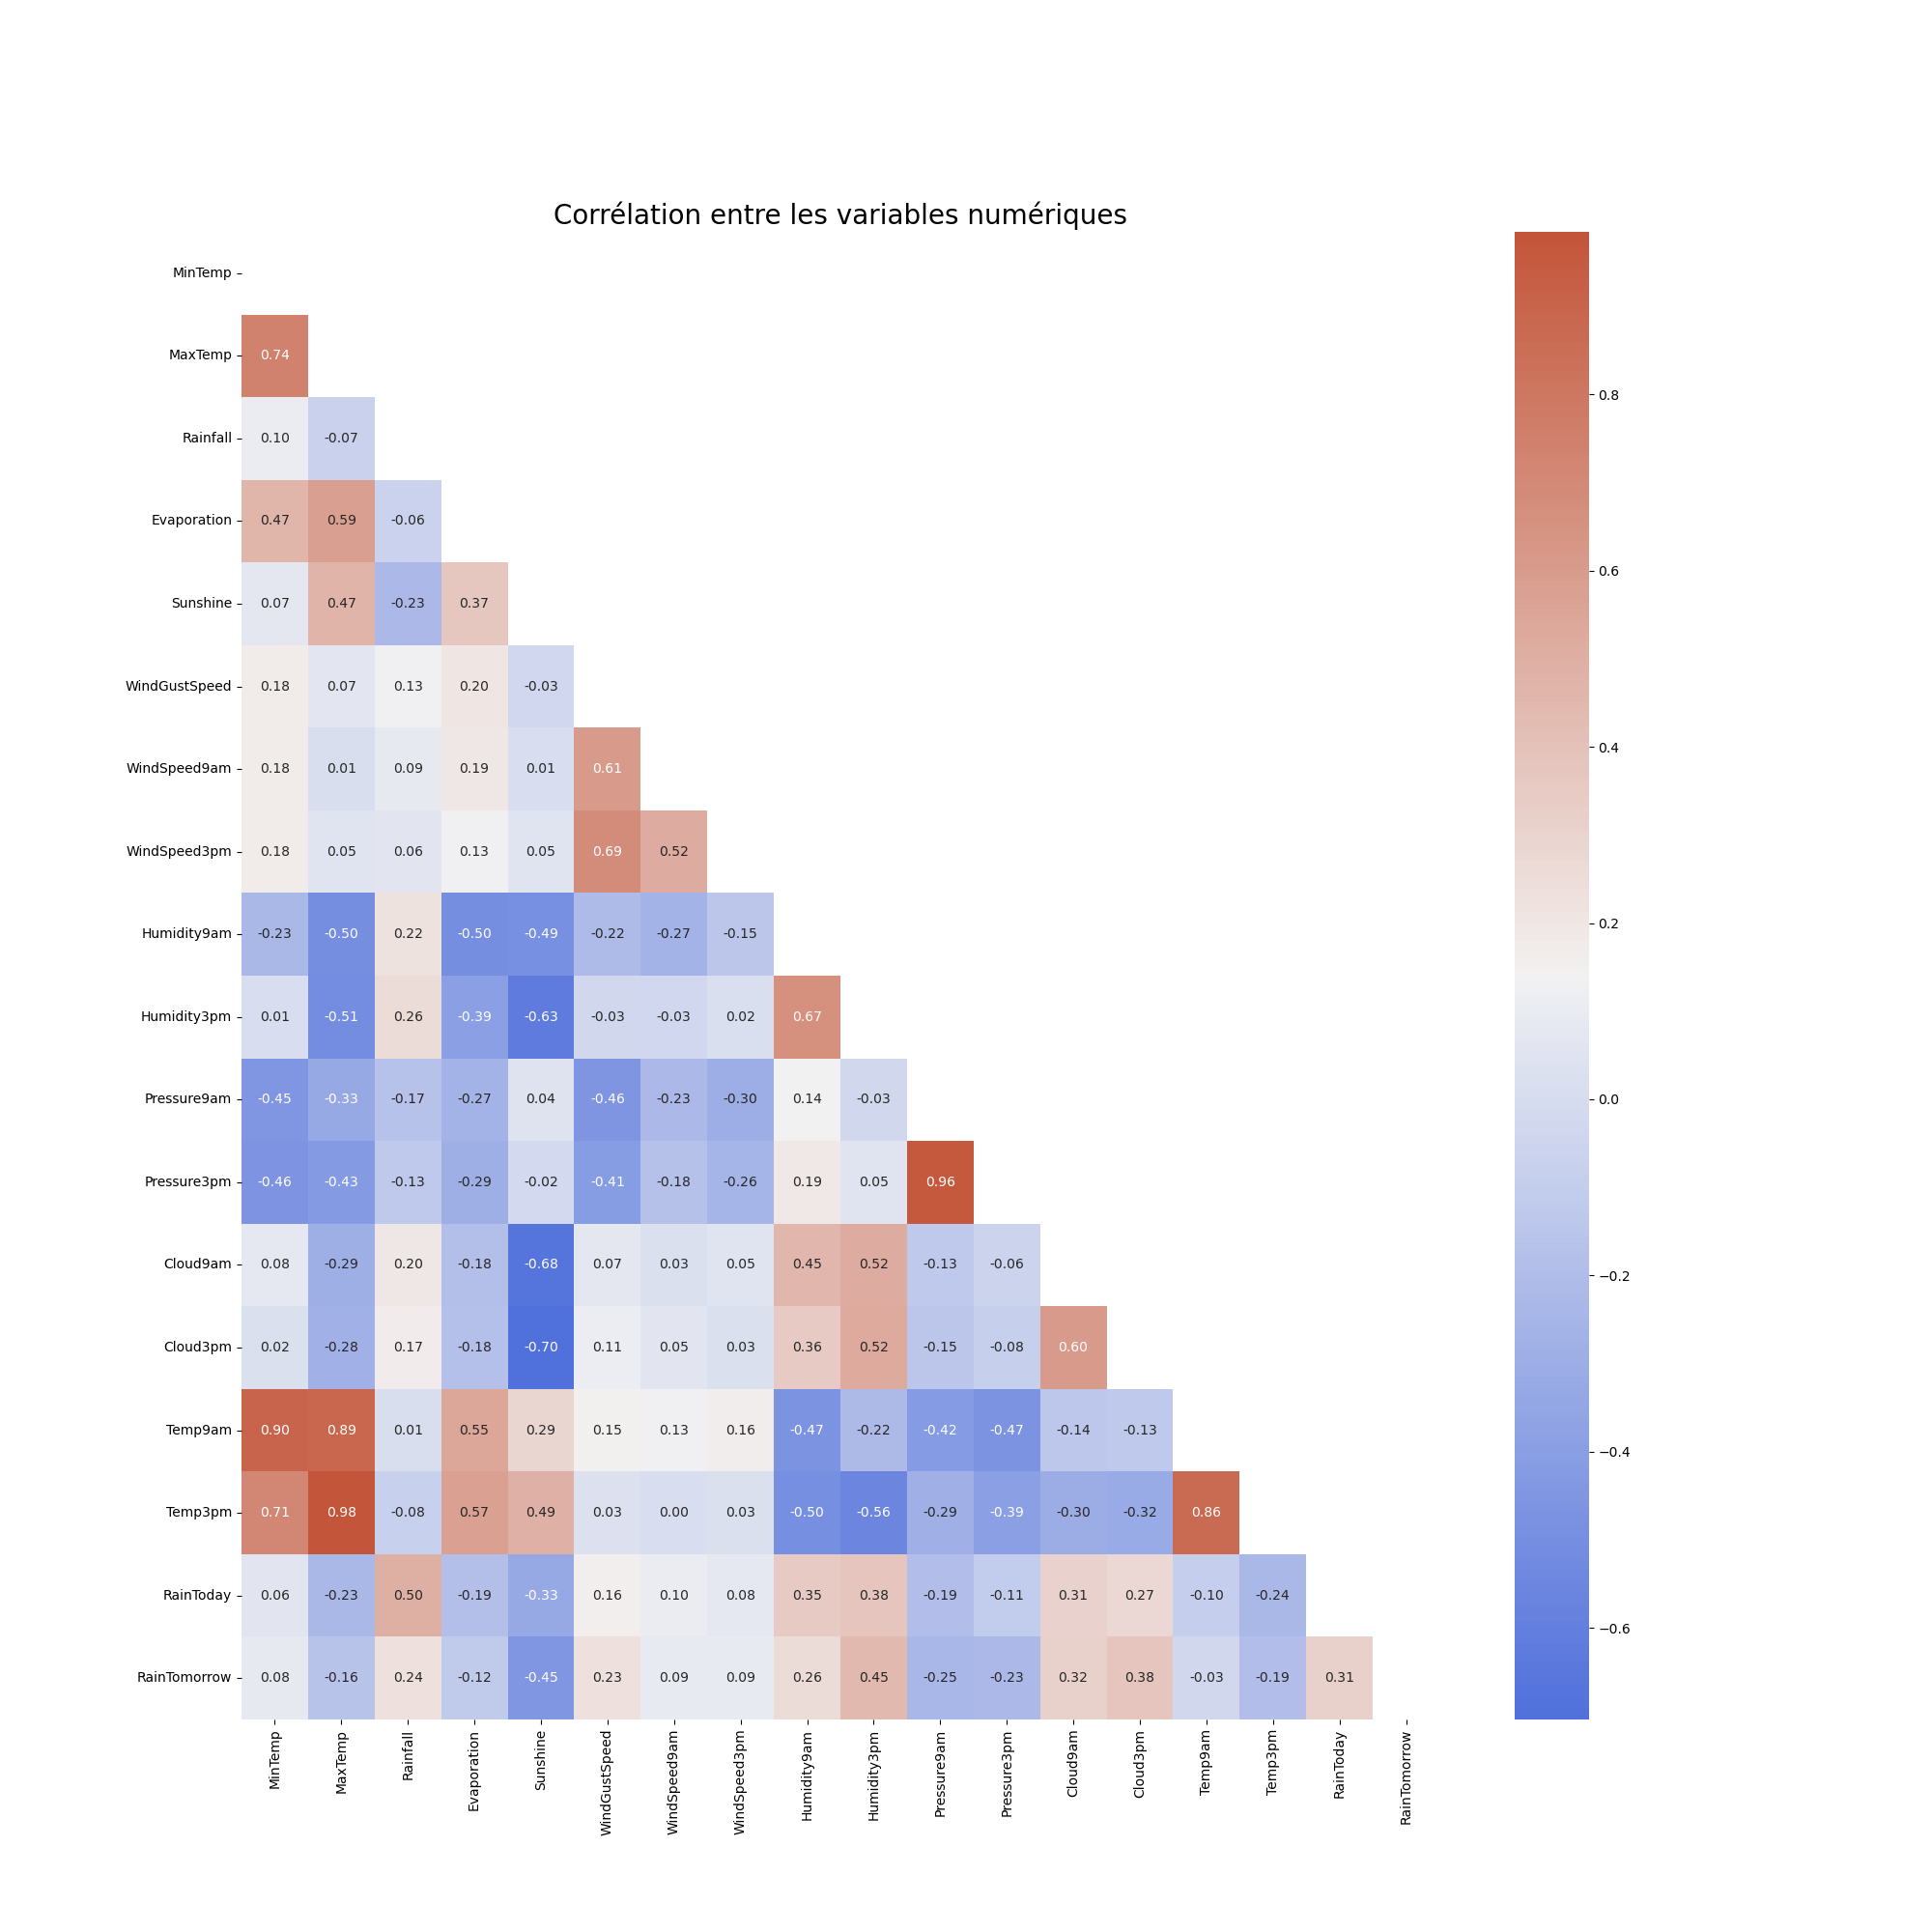 Corrélation entre les variables numériques
MinTemp
MaxTemp 0.74
Rainfall 0.10 -0.07
Evaporation 0.47 0.59 -0.06
Sunshine 0.07 0.47 -0.23 0.37
WindGustSpeed 0.18 0.07 0.13 0.20 -0.03
WindSpeed9am 0.18 0.01 0.09 0.19 0.01 0.61
WindSpeed3pm 0.18 0.05 0.06 0.13 0.05 0.69 0.52
Humidity9am -0.23 -0.50 0.22 -0.50 -0.49 -0.22 -0.27 -0.15
Humidity3pm 0.01 -0.51 0.26 -0.39 -0.63 -0.03 -0.03 0.02 0.67
Pressure9am -0.45 -0.33 -0.17 -0.27 0.04 -0.46 -0.23 -0.30 0.14 -0.03
Pressure3pm -0.46 -0.43 -0.13 -0.29 -0.02 -0.41 -0.18 -0.26 0.19 0.05 0.96
Cloud9am 0.08 -0.29 0.20 -0.18 -0.68 0.07 0.03 0.05 0.45 0.52 -0.13 -0.06
Cloud3pm 0.02 -0.28 0.17 -0.18 -0.70 0.11 0.05 0.03 0.36 0.52 -0.15 -0.08 0.60
Temp9am 0.90 0.89 0.01 0.55 0.29 0.15 0.13 0.16 -0.47 -0.22 -0.42 -0.47 -0.14 -0.13
Temp3pm 0.71 0.98 -0.08 0.57 0.49 0.03 0.00 0.03 -0.50 -0.56 -0.29 -0.39 -0.30 -0.32 0.86
RainToday 0.06 -0.23 0.50 -0.19 -0.33 0.16 0.10 0.08 0.35 0.38 -0.19 -0.11 0.31 0.27 -0.10 -0.24
RainTomorrow 0.08 -0.16 0.24 -0.12 -0.45 0.23 0.09 0.09 0.26 0.45 -0.25 -0.23 0.32 0.38 -0.03 -0.19 0.31
MinTemp
MaxTemp
Rainfall
Evaporation
Sunshine
WindGustSpeed
WindSpeed9am
WindSpeed3pm
Humidity9am
Humidity3pm
Pressure9am
Pressure3pm
Cloud9am
Cloud3pm
Temp9am
Temp3pm
RainToday
RainTomorrow
0.8
0.6
0.4
0.2
0.0
−0.2
−0.4
−0.6